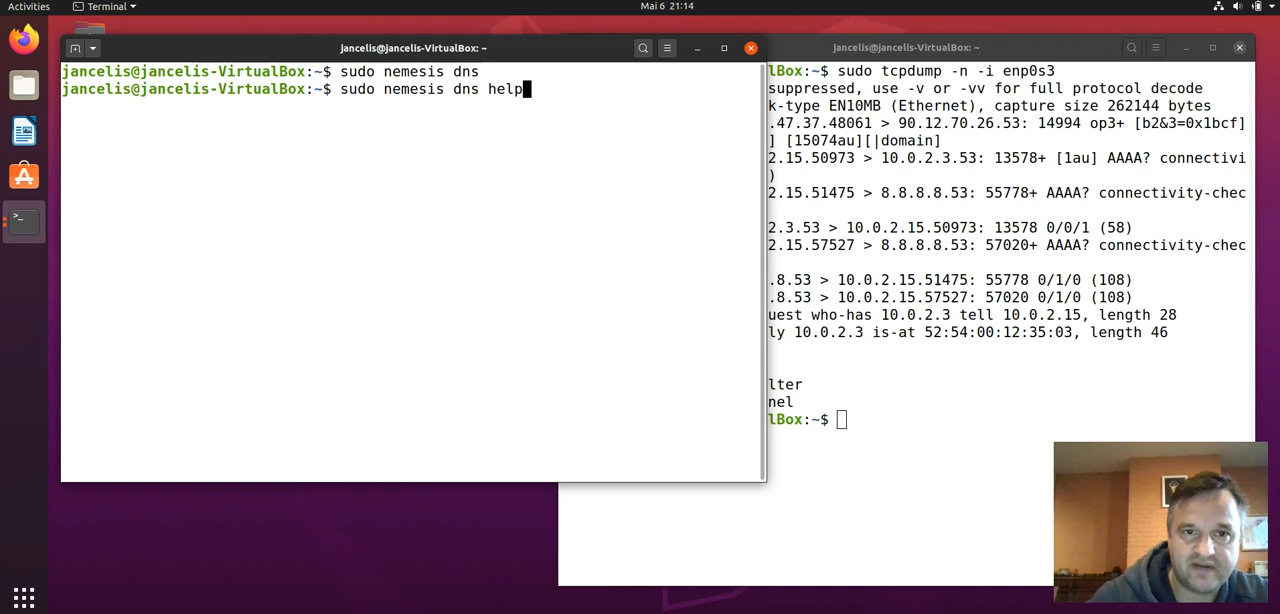 Activities
Terminal
Mai 6 21:14
jancelis@jancelis-VirtualBox: ~
jancelis@jancelis-VirtualBox:~$ sudo nemesis dns
jancelis@jancelis-VirtualBox:~$ sudo nemesis dns help
jancelis@jancelis-VirtualBox: ~
lBox:~$ sudo tcpdump -n -i enp0s3
suppressed, use -v or -vv for full protocol decode
k-type EN10MB (Ethernet), capture size 262144 bytes
.47.37.48061 > 90.12.70.26.53: 14994 op3+ [b2&3=0x1bcf]
] [15074au][|domain]
2.15.50973 > 10.0.2.3.53: 13578+ [1au] AAAA? connectivi
)
2.15.51475 > 8.8.8.8.53: 55778+ AAAA? connectivity-chec
2.3.53 > 10.0.2.15.50973: 13578 0/0/1 (58)
2.15.57527 > 8.8.8.8.53: 57020+ AAAA? connectivity-chec
.8.53 > 10.0.2.15.51475: 55778 0/1/0 (108)
.8.53 > 10.0.2.15.57527: 57020 0/1/0 (108)
uest who-has 10.0.2.3 tell 10.0.2.15, length 28
ly 10.0.2.3 is-at 52:54:00:12:35:03, length 46
lter
nel
lBox:~$